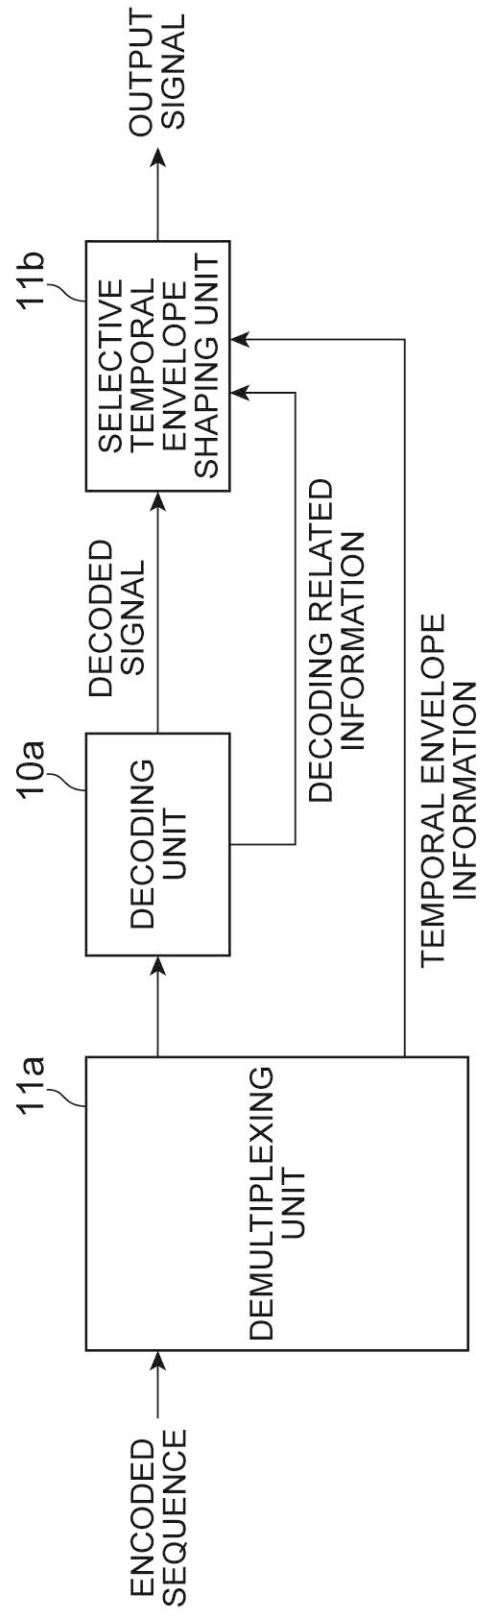 ENCODED
SEQUENCE
11a
DEMULTIPLEXING
UNIT
10a
DECODING
UNIT
DECODED
SIGNAL
DECODING RELATED
INFORMATION
TEMPORAL ENVELOPE
INFORMATION
11b
SELECTIVE
TEMPORAL
ENVELOPE
SHAPING UNIT
OUTPUT
SIGNAL